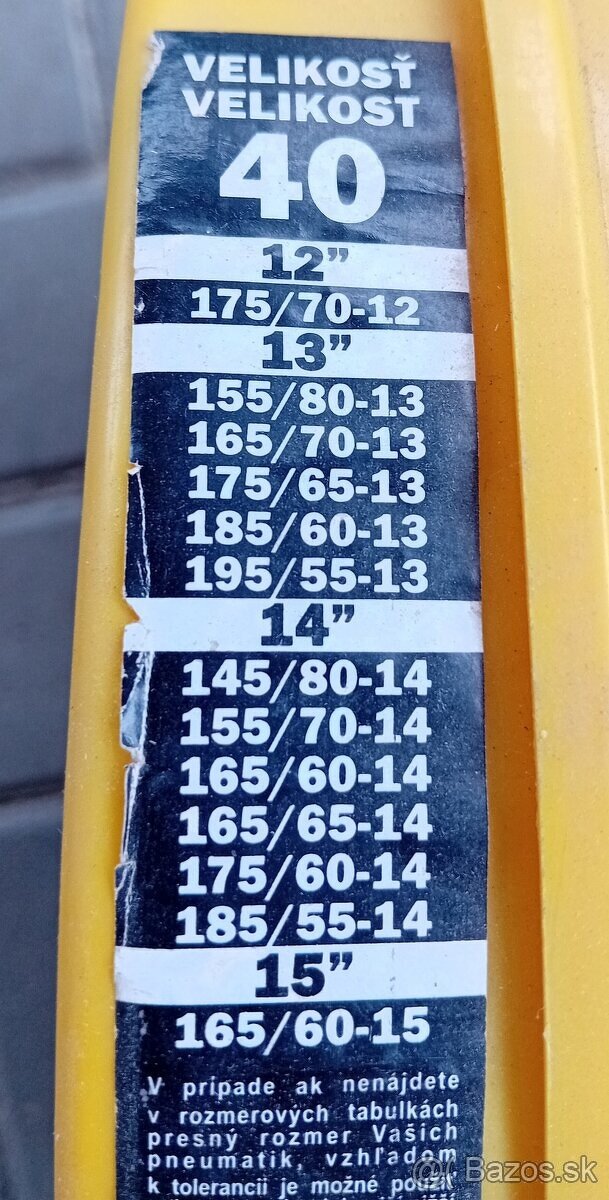 VELIKOSŤ
VELIKOST
40
12”
175/70-12
13”
155/80-13
165/70-13
175/65-13
185/60-13
195/55-13
14”
145/80-14
155/70-14
165/60-14
165/65-14
175/60-14
185/55-14
15”
165/60-15
V prípade ak nenájdete
v rozmerových tabulkách
presný rozmer Vašich
pneumatik, vzhľadom
k tolerancii je možné použiť
Bazos.sk